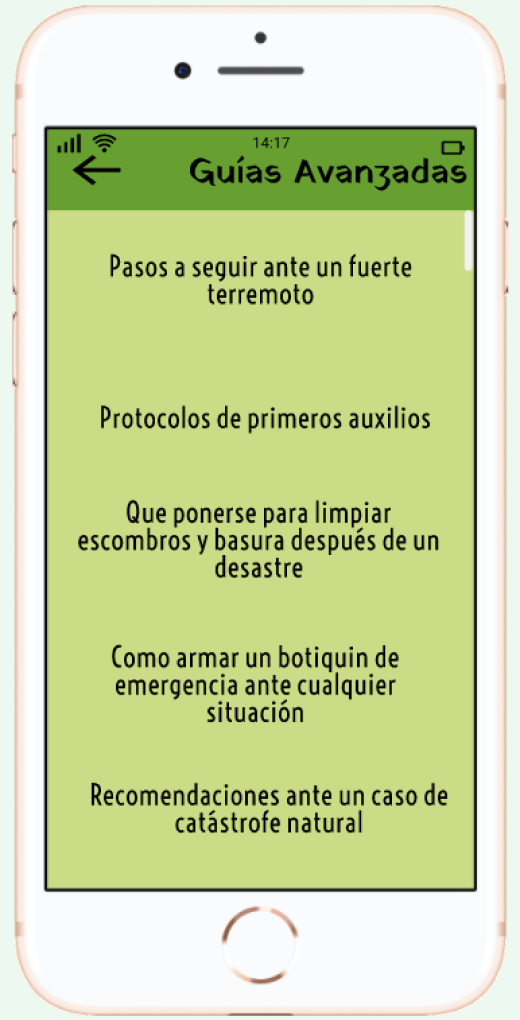 14:17
Guías Avanzadas
Pasos a seguir ante un fuerte
terremoto
Protocolos de primeros auxilios
Que ponerse para limpiar
escombros y basura después de un
desastre
Como armar un botiquin de
emergencia ante cualquier
situación
Recomendaciones ante un caso de
catástrofe natural